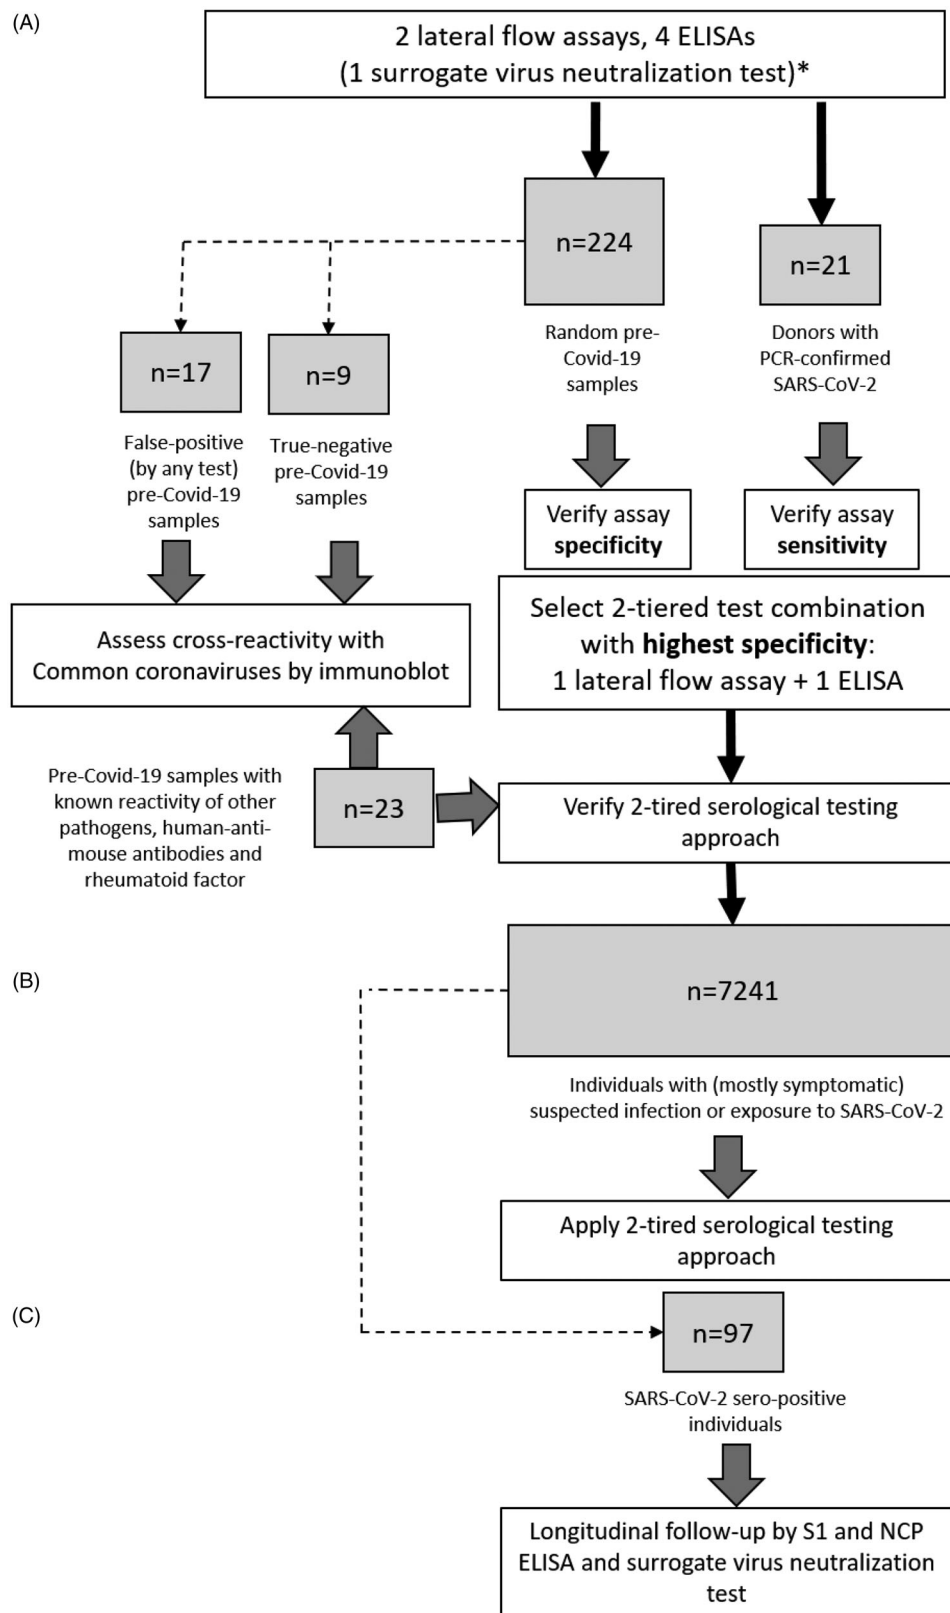 (A)
2 lateral flow assays, 4 ELISAs
(1 surrogate virus neutralization test)*
n=224
n=21
Random pre-
Covid-19
samples
Donors with
PCR-confirmed
SARS-CoV-2
n=17
n=9
False-positive
(by any test)
pre-Covid-19
samples
True-negative
pre-Covid-19
samples
Verify assay
specificity
Verify assay
sensitivity
Select 2-tiered test combination
with highest specificity:
1 lateral flow assay + 1 ELISA
Assess cross-reactivity with
Common coronaviruses by immunoblot
Pre-Covid-19 samples with
known reactivity of other
pathogens, human-anti-
mouse antibodies and
rheumatoid factor
n=23
Verify 2-tired serological testing
approach
(B)
n=7241
Individuals with (mostly symptomatic)
suspected infection or exposure to SARS-CoV-2
Apply 2-tired serological testing
approach
(C)
n=97
SARS-CoV-2 sero-positive
individuals
Longitudinal follow-up by S1 and NCP
ELISA and surrogate virus neutralization
test